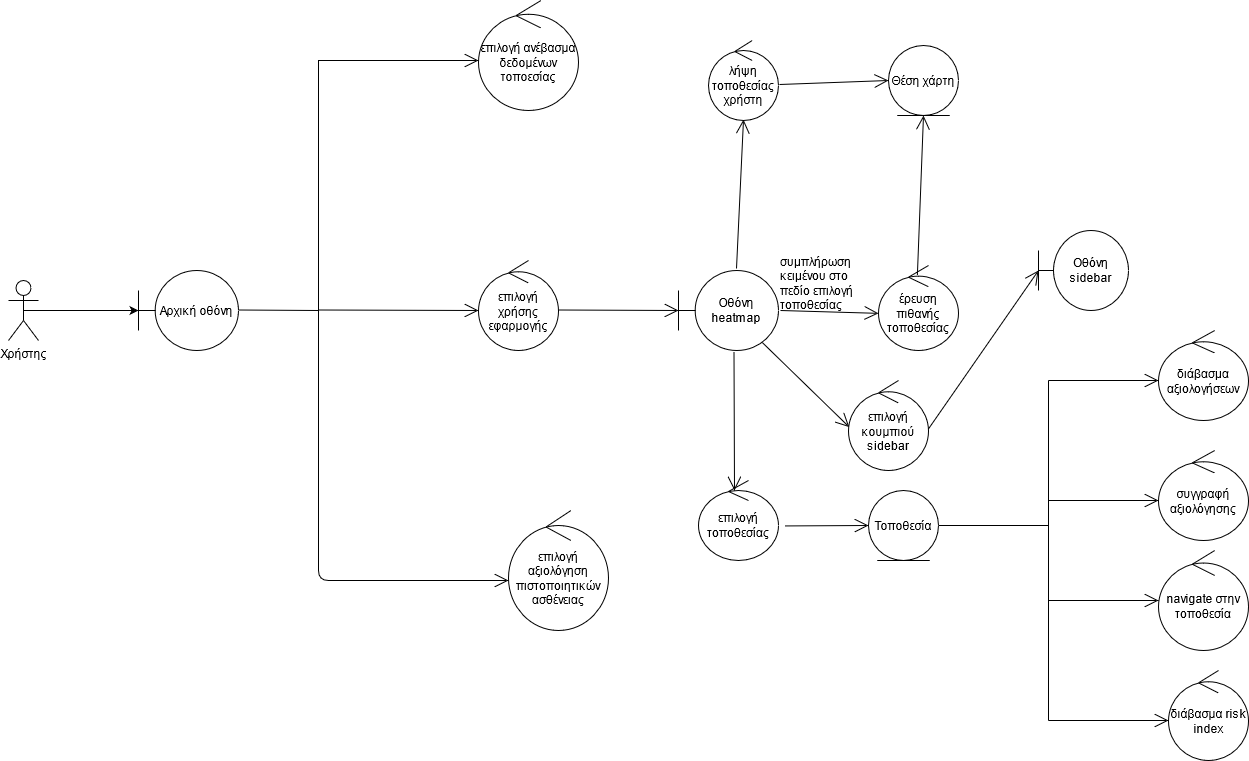 επιλογή ανέβασμα
δεδομένων
τοποεσίας
λήψη
τοποθεσίας
χρήστη
Θέση χάρτη
Χρήστης
Αρχική οθόνη
επιλογή
χρήσης
εφαρμογής
Οθόνη
heatmap
συμπλήρωση
κειμένου στο
πεδίο επιλογή
τοποθεσίας
έρευση
πιθανής
τοποθεσίας
Οθόνη
sidebar
επιλογή
κουμπιού
sidebar
επιλογή
τοποθεσίας
Τοποθεσία
επιλογή
αξιολόγηση
πιστοποιητικών
ασθένειας
διάβασμα
αξιολογήσεων
συγγραφή
αξιολόγησης
navigate στην
τοποθεσία
διάβασμα risk
index